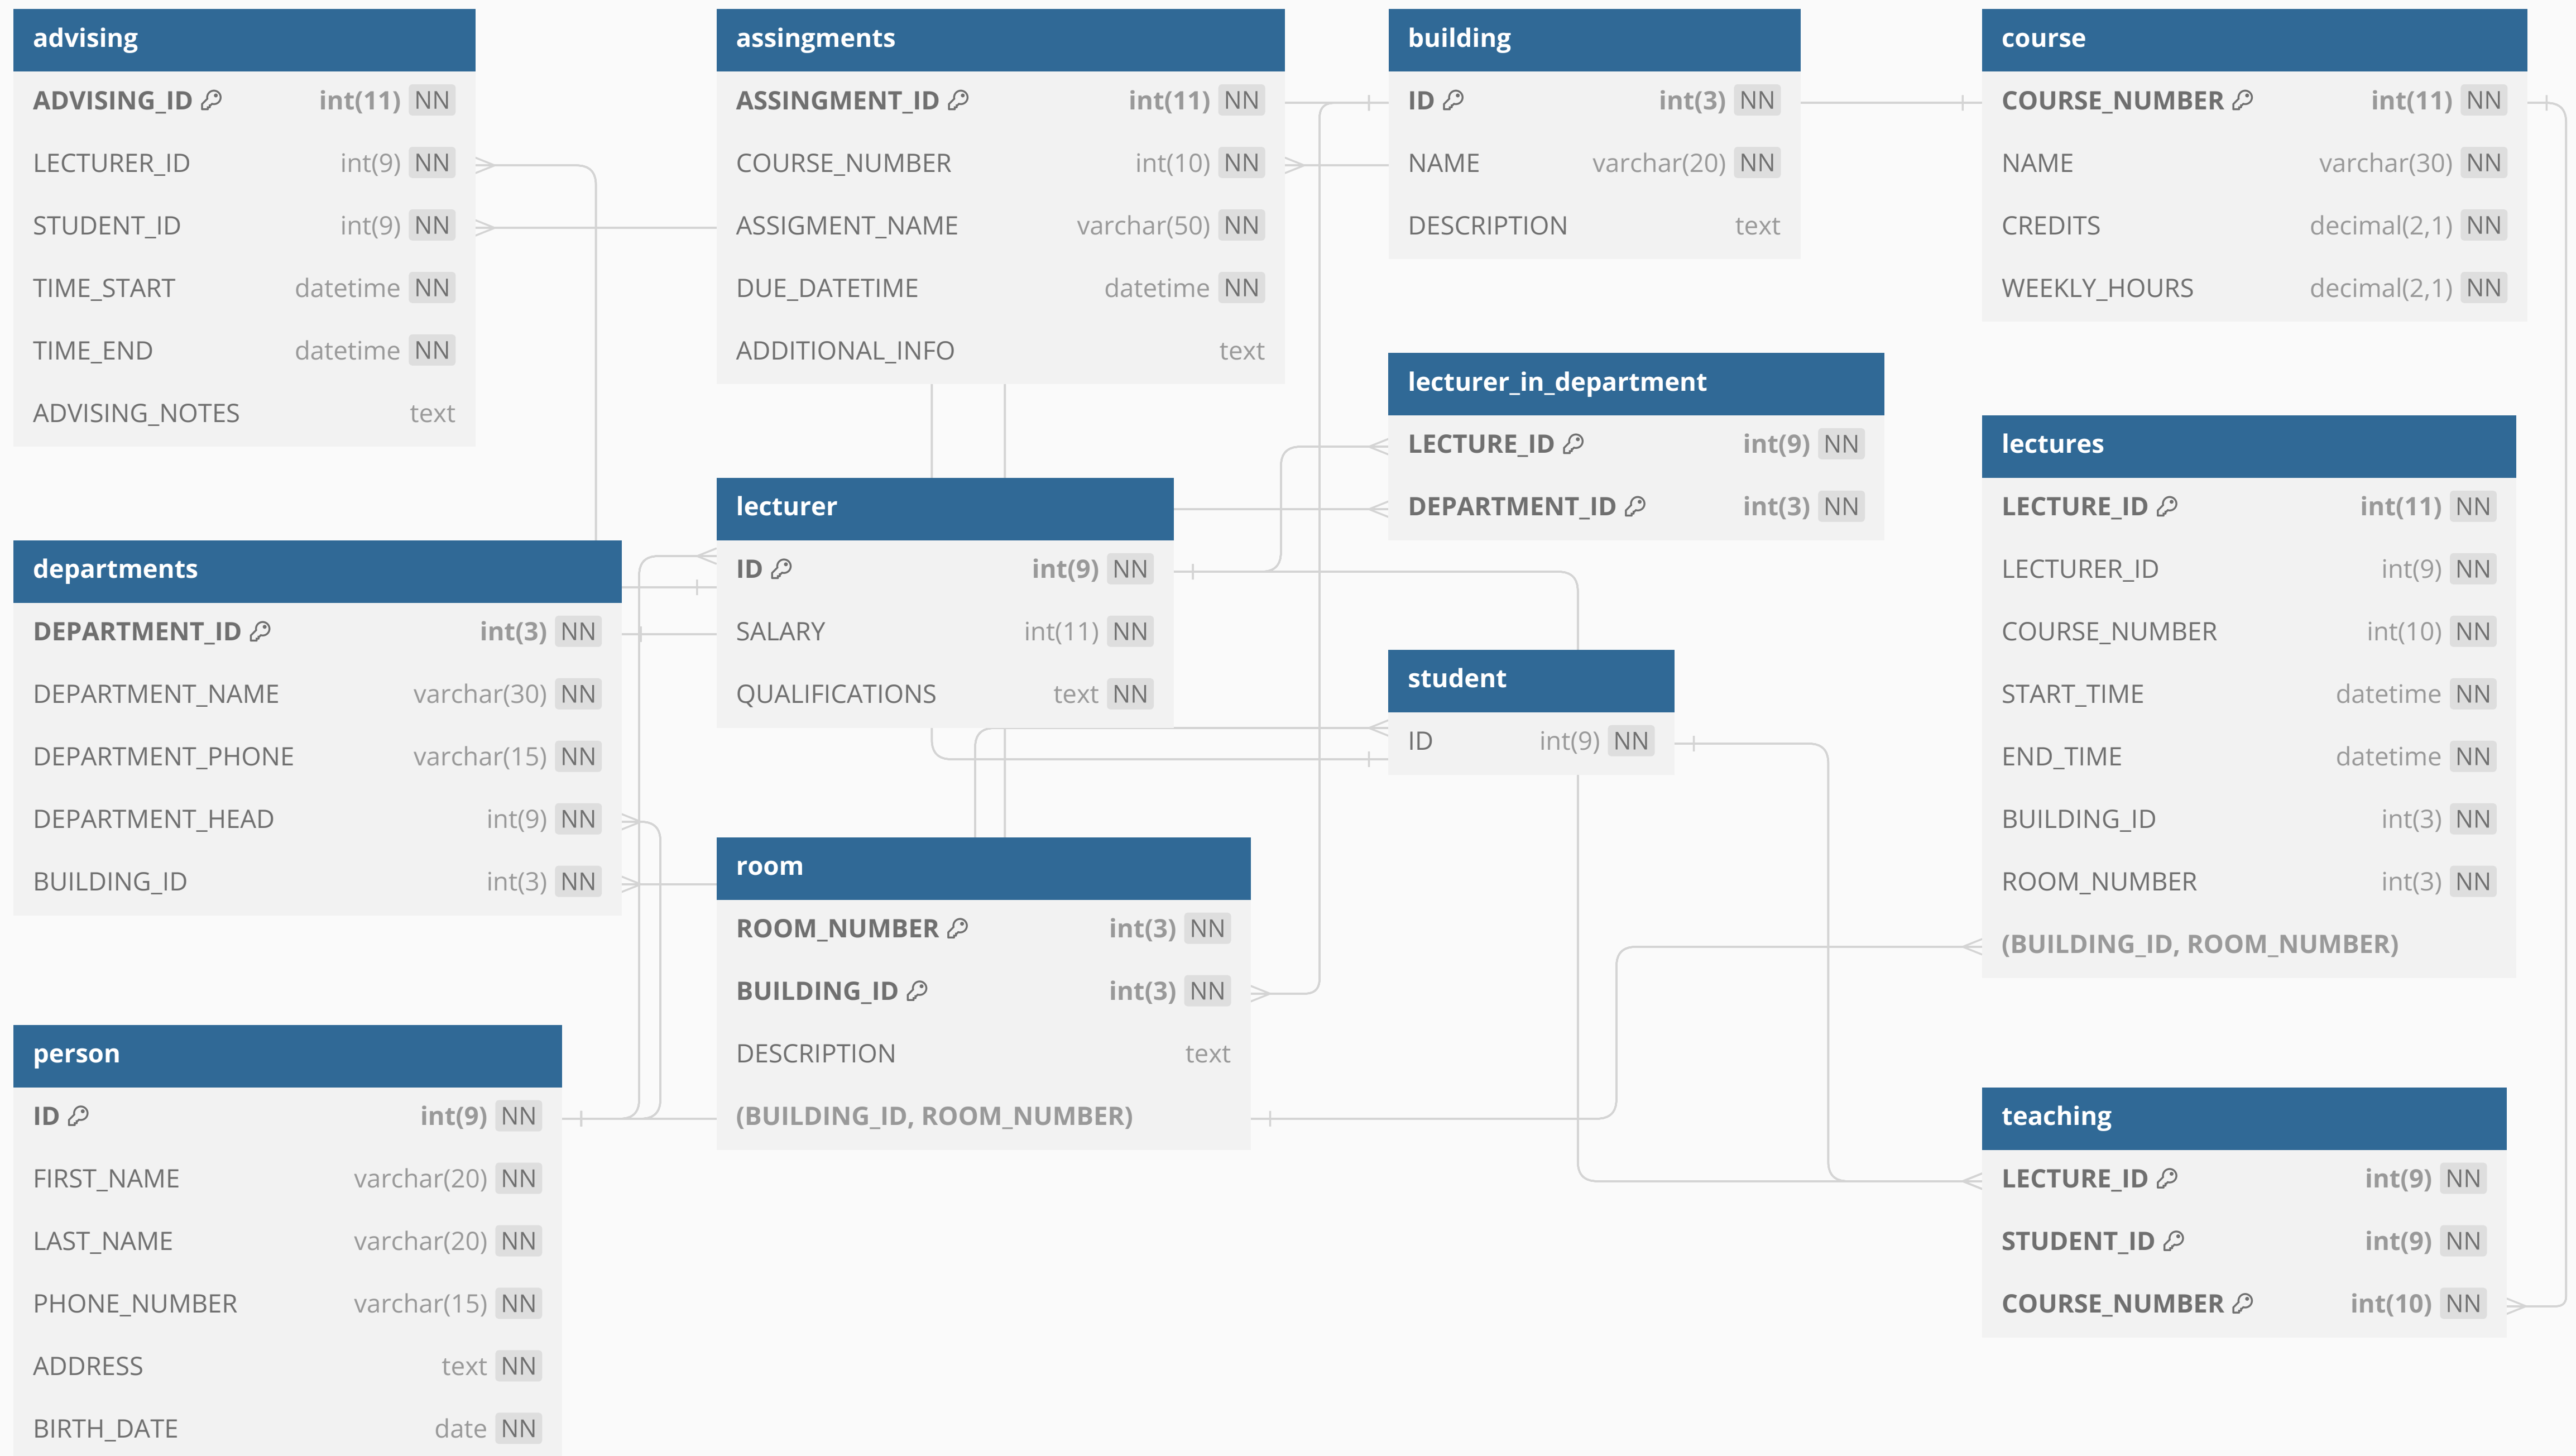 advising
ADVISING_ID int(11) NN
LECTURER_ID int(9) NN
STUDENT_ID int(9) NN
TIME_START datetime NN
TIME_END datetime NN
ADVISING_NOTES text
assingments
ASSINGMENT_ID int(11) NN
COURSE_NUMBER int(10) NN
ASSIGMENT_NAME varchar(50) NN
DUE_DATETIME datetime NN
ADDITIONAL_INFO text
building
ID int(3) NN
NAME varchar(20) NN
DESCRIPTION text
course
COURSE_NUMBER int(11) NN
NAME varchar(30) NN
CREDITS decimal(2,1) NN
WEEKLY_HOURS decimal(2,1) NN
lecturer_in_department
LECTURE_ID int(9) NN
DEPARTMENT_ID int(3) NN
lectures
LECTURE_ID int(11) NN
LECTURER_ID int(9) NN
COURSE_NUMBER int(10) NN
START_TIME datetime NN
END_TIME datetime NN
BUILDING_ID int(3) NN
ROOM_NUMBER int(3) NN
(BUILDING_ID, ROOM_NUMBER)
lecturer
ID int(9) NN
SALARY int(11) NN
QUALIFICATIONS text NN
departments
DEPARTMENT_ID int(3) NN
DEPARTMENT_NAME varchar(30) NN
DEPARTMENT_PHONE varchar(15) NN
DEPARTMENT_HEAD int(9) NN
BUILDING_ID int(3) NN
student
ID int(9) NN
room
ROOM_NUMBER int(3) NN
BUILDING_ID int(3) NN
DESCRIPTION text
(BUILDING_ID, ROOM_NUMBER)
person
ID int(9) NN
FIRST_NAME varchar(20) NN
LAST_NAME varchar(20) NN
PHONE_NUMBER varchar(15) NN
ADDRESS text NN
BIRTH_DATE date NN
teaching
LECTURE_ID int(9) NN
STUDENT_ID int(9) NN
COURSE_NUMBER int(10) NN